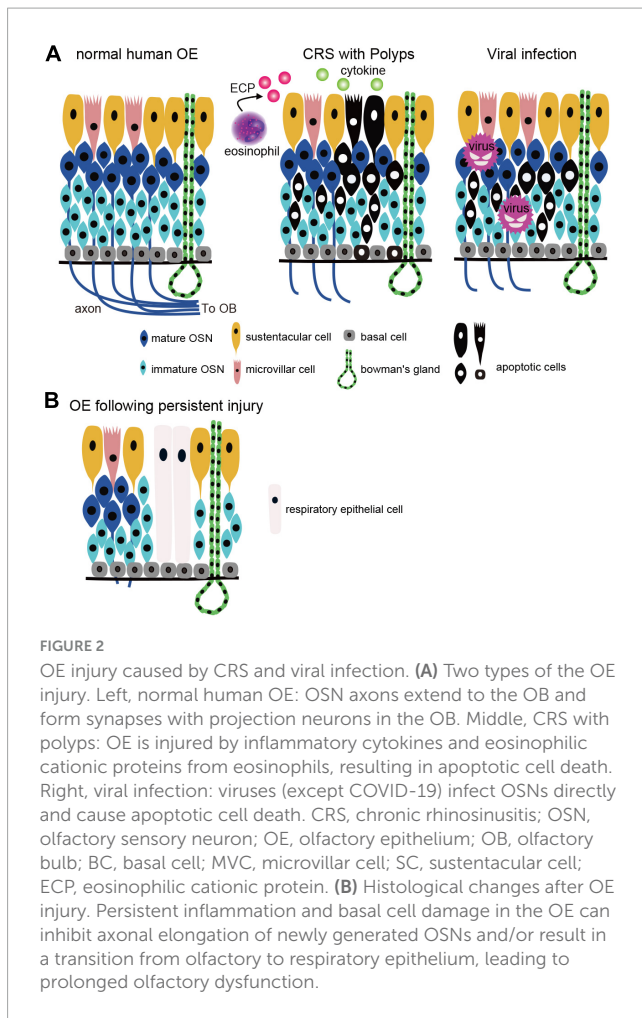 A
normal human OE
CRS with Polyps
Viral infection
ECP
cytokine
eosinophil
virus
virus
axon
To OB
mature OSN
sustentacular cell
basal cell
apoptotic cells
immature OSN
microvillar cell
bowman's gland
B
OE following persistent injury
respiratory epithelial cell
FIGURE 2
OE injury caused by CRS and viral infection. (A) Two types of the OE
injury. Left, normal human OE: OSN axons extend to the OB and
form synapses with projection neurons in the OB. Middle, CRS with
polyps: OE is injured by inflammatory cytokines and eosinophilic
cationic proteins from eosinophils, resulting in apoptotic cell death.
Right, viral infection: viruses (except COVID-19) infect OSNs directly
and cause apoptotic cell death. CRS, chronic rhinosinusitis; OSN,
olfactory sensory neuron; OE, olfactory epithelium; OB, olfactory
bulb; BC, basal cell; MVC, microvillar cell; SC, sustentacular cell;
ECP, eosinophilic cationic protein. (B) Histological changes after OE
injury. Persistent inflammation and basal cell damage in the OE can
inhibit axonal elongation of newly generated OSNs and/or result in
a transition from olfactory to respiratory epithelium, leading to
prolonged olfactory dysfunction.